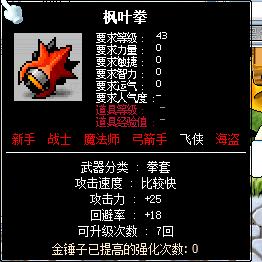 枫叶拳
要求等级: 43
要求力量: 0
要求敏捷: 0
要求智力: 0
要求运气: 0
要求人气度: -
道具等级: -
道具经验值: -
新手 战士 魔法师 弓箭手 飞侠 海盗
武器分类 : 拳套
攻击速度 : 比较快
攻击力 : +25
回避率 : +18
可升级次数 : 7回
金锤子已提高的强化次数: 0